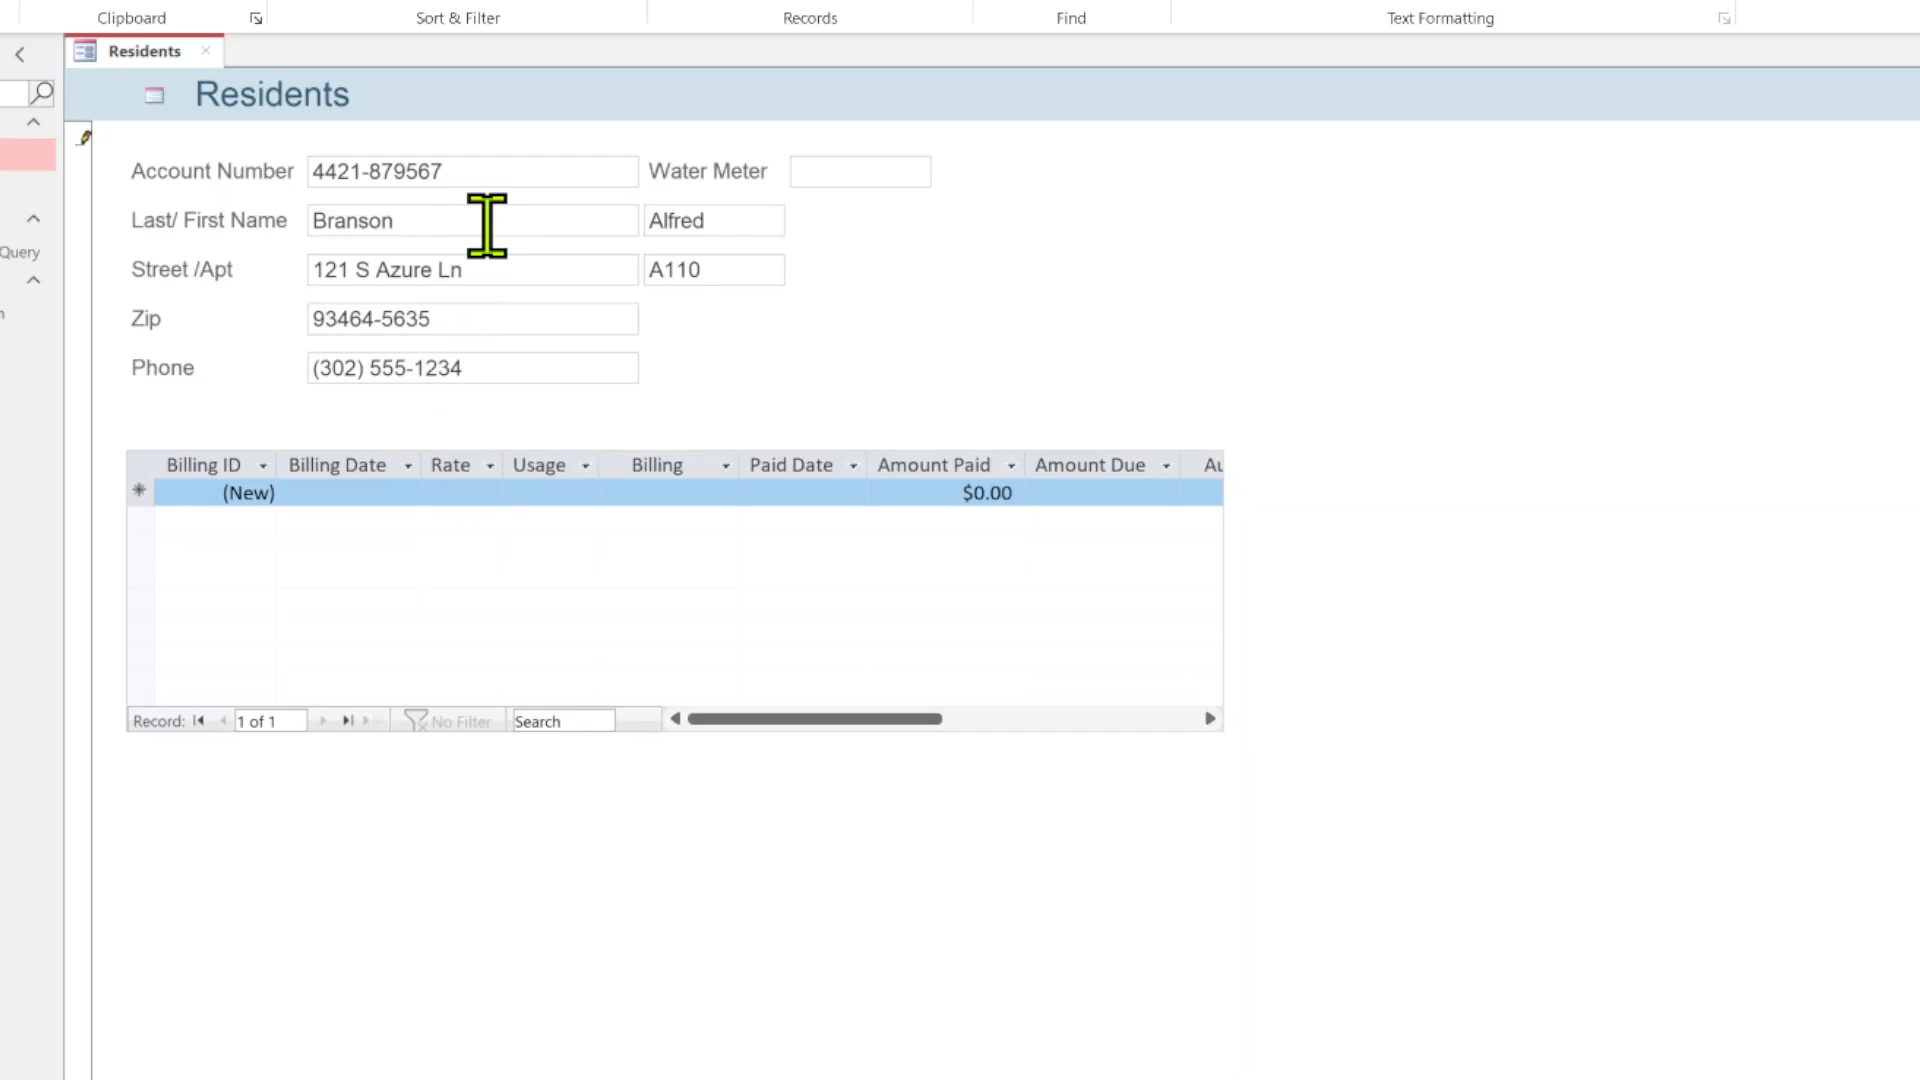 Clipboard Sort & Filter Records Find Text Formatting
Residents
Residents
Account Number 4421-879567 Water Meter
Last/ First Name Branson Alfred
Query
Street /Apt 121 S Azure Ln A110
Zip 93464-5635
Phone (302) 555-1234
Billing ID Billing Date Rate Usage Billing Paid Date Amount Paid Amount Due
(New) $0.00
Record: 1 of 1 No Filter Search